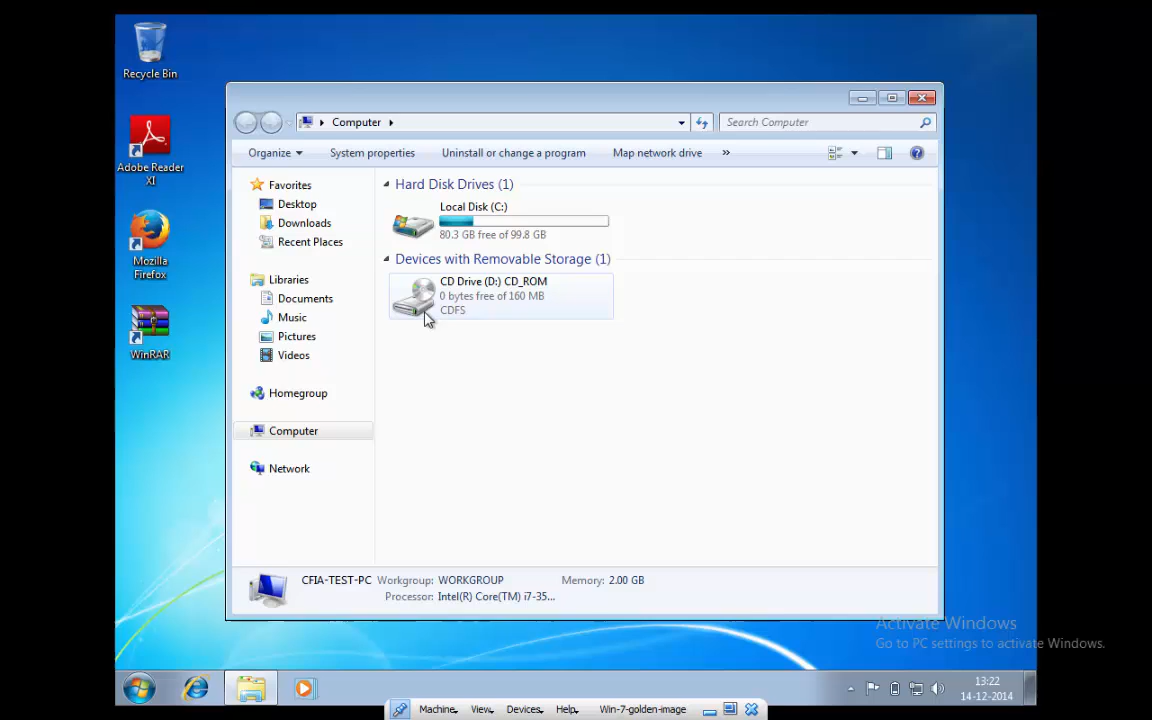 Recycle Bin
Adobe Reader
XI
Mozilla
Firefox
WinRAR
Computer
Search Computer
Organize
System properties
Uninstall or change a program
Map network drive
»
Favorites
Desktop
Downloads
Recent Places
Libraries
Documents
Music
Pictures
Videos
Homegroup
Computer
Network
Hard Disk Drives (1)
Local Disk (C:)
80.3 GB free of 99.8 GB
Devices with Removable Storage (1)
CD Drive (D:) CD_ROM
0 bytes free of 160 MB
CDFS
CFIA-TEST-PC Workgroup: WORKGROUP Memory: 2.00 GB
Processor: Intel(R) Core(TM) i7-35...
Activate Windows
Go to PC settings to activate Windows.
13:22
14-12-2014
Machine View Devices Help Win-7-golden-image